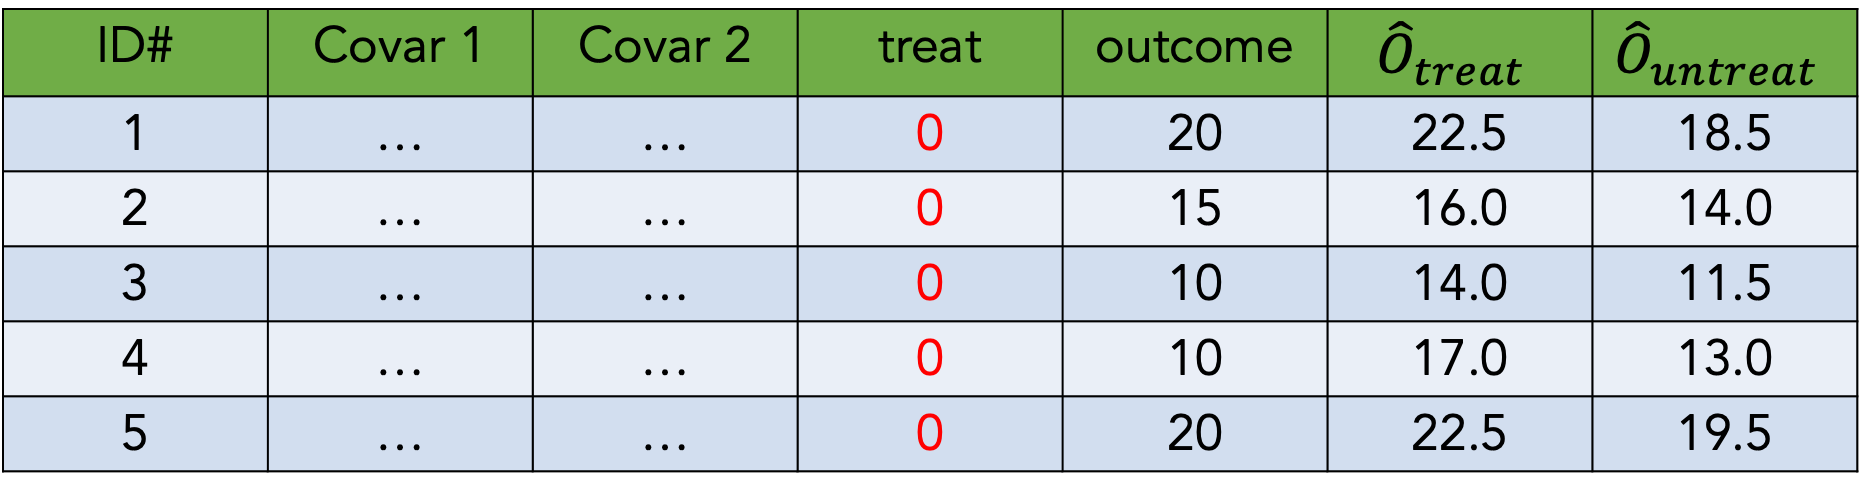 ID# Covar 1 Covar 2 treat outcome Ô_treat Ô_untreat
1 ... ... 0 20 22.5 18.5
2 ... ... 0 15 16.0 14.0
3 ... ... 0 10 14.0 11.5
4 ... ... 0 10 17.0 13.0
5 ... ... 0 20 22.5 19.5